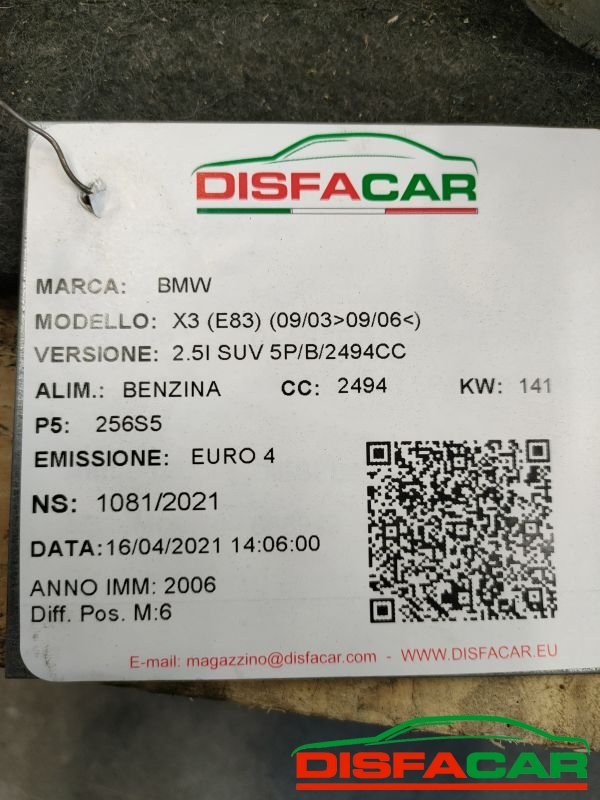 DISFACAR
MARCA: BMW
MODELLO: X3 (E83) (09/03>09/06<)
VERSIONE: 2.5I SUV 5P/B/2494CC
ALIM.: BENZINA CC: 2494 KW: 141
P5: 256S5
EMISSIONE: EURO 4
NS: 1081/2021
DATA:16/04/2021 14:06:00
ANNO IMM: 2006
Diff. Pos. M:6
E-mail: magazzino@disfacar.com - WWW.DISFACAR.EU
DISFACAR